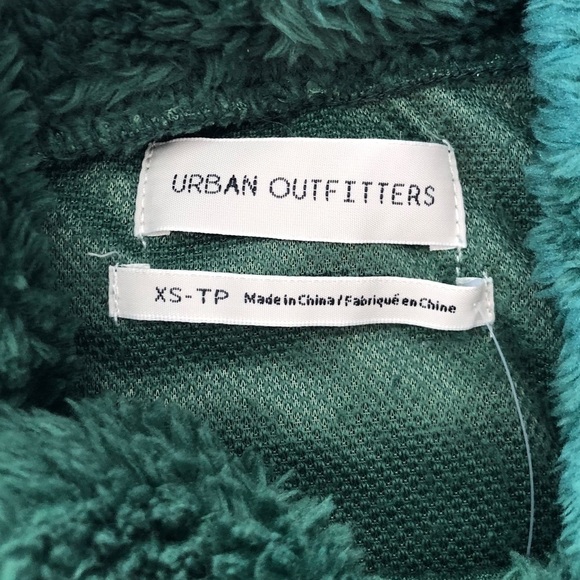 URBAN OUTFITTERS
XS-TP Made in China / Fabriqué en Chine